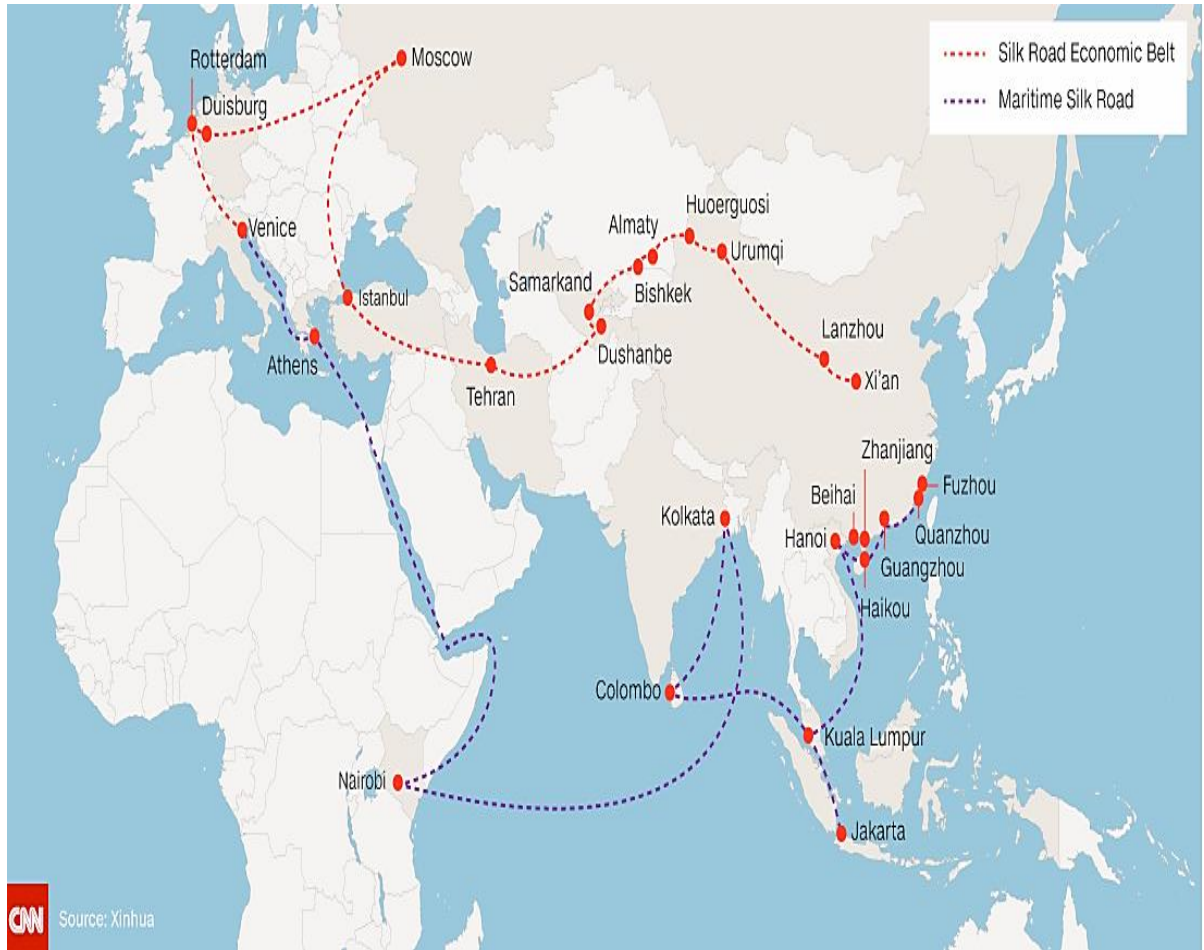 Silk Road Economic Belt
Maritime Silk Road
Rotterdam
Duisburg
Moscow
Venice
Istanbul
Athens
Tehran
Samarkand
Dushanbe
Almaty
Bishkek
Huoerguosi
Urumqi
Lanzhou
Xi'an
Zhanjiang
Beihai
Fuzhou
Quanzhou
Guangzhou
Haikou
Hanoi
Kolkata
Colombo
Kuala Lumpur
Jakarta
Nairobi
CNN Source: Xinhua